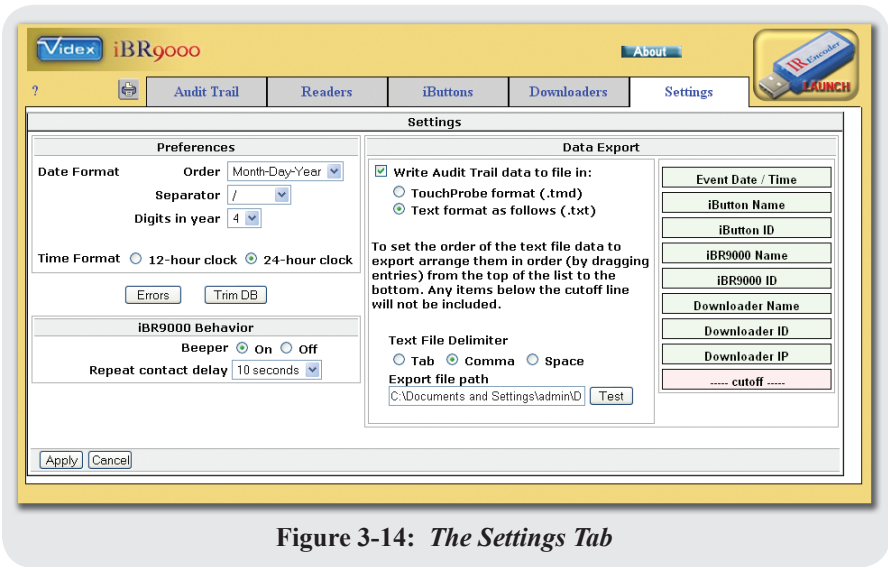 Videx iBR9000
About
IR Encoder
LAUNCH
? Audit Trail Readers iButtons Downloaders Settings
Settings
Preferences
Date Format Order Month-Day-Year
Separator /
Digits in year 4
Time Format 12-hour clock 24-hour clock
Errors Trim DB
iBR9000 Behavior
Beeper On Off
Repeat contact delay 10 seconds
Data Export
Write Audit Trail data to file in:
TouchProbe format (.tmd)
Text format as follows (.txt)
To set the order of the text file data to
export arrange them in order (by dragging
entries) from the top of the list to the
bottom. Any items below the cutoff line
will not be included.
Text File Delimiter
Tab Comma Space
Export file path
C:\Documents and Settings\admin\D Test
Event Date / Time
iButton Name
iButton ID
iBR9000 Name
iBR9000 ID
Downloader Name
Downloader ID
Downloader IP
----- cutoff -----
Apply Cancel
Figure 3-14: The Settings Tab